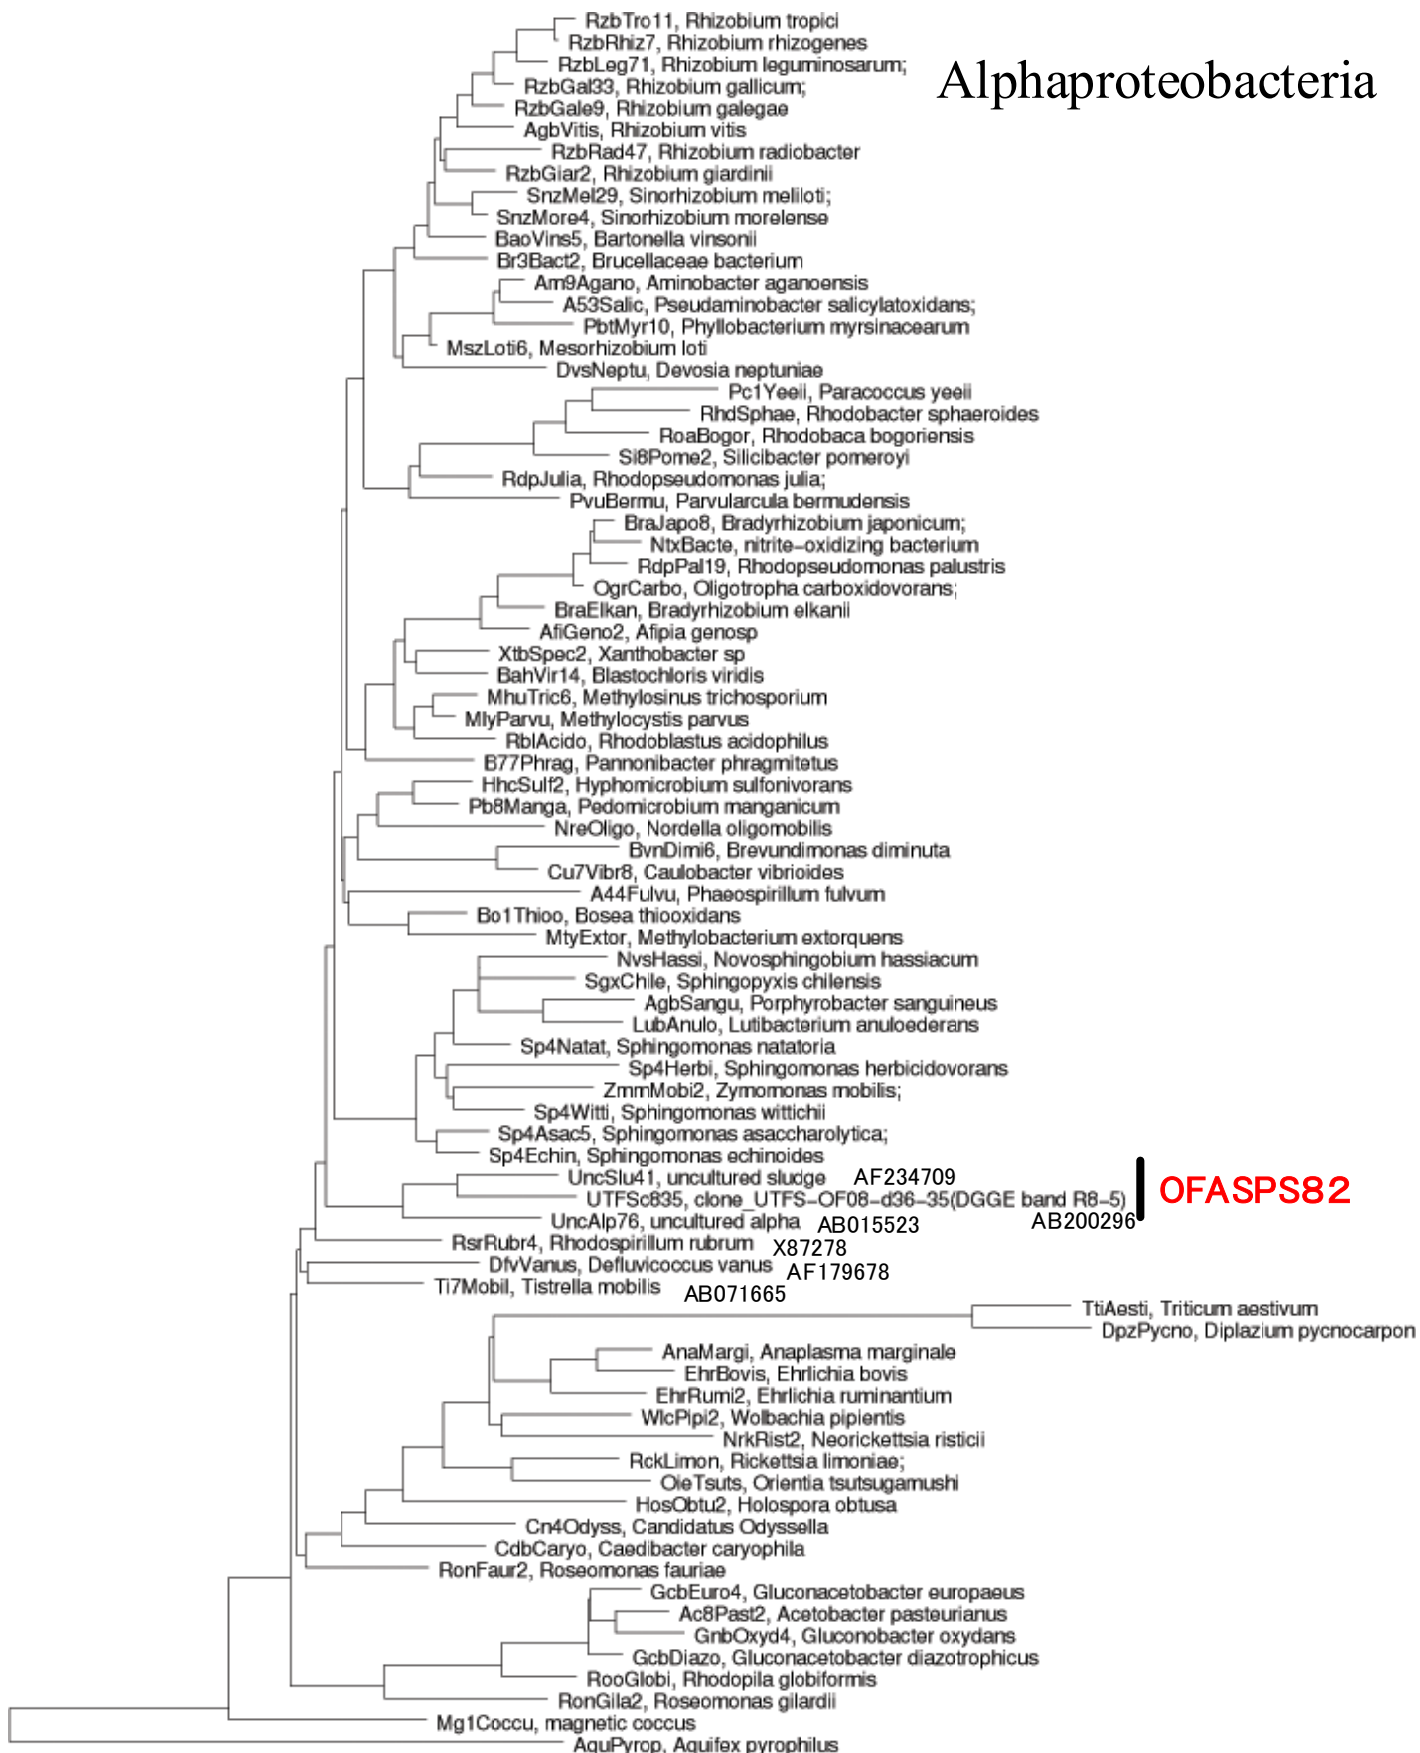 RzbTro11, Rhizobium tropici
RzbRhiz7, Rhizobium rhizogenes
Alphaproteobacteria
RzbLeg71, Rhizobium leguminosarum;
RzbGal33, Rhizobium gallicum;
RzbGale9, Rhizobium galegae
AgbVitis, Rhizobium vitis
RzbRad47, Rhizobium radiobacter
RzbGiar2, Rhizobium giardinii
SnzMel29, Sinorhizobium meliloti;
SnzMore4, Sinorhizobium morelense
BaoVins5, Bartonella vinsonii
Br3Bact2, Brucellaceae bacterium
Am9Agano, Aminobacter aganoensis
A53Salic, Pseudaminobacter salicylatoxidans;
PbtMyr10, Phyllobacterium myrsinacearum
MszLoti6, Mesorhizobium loti
DvsNeptu, Devosia neptuniae
Pc1Yeeii, Paracoccus yeeii
RhdSphae, Rhodobacter sphaeroides
RoaBogor, Rhodobaca bogoriensis
Si8Pome2, Silicibacter pomeroyi
RdpJulia, Rhodopseudomonas julia;
PvuBermu, Parvularcula bermudensis
BraJapo8, Bradyrhizobium japonicum;
NtxBacte, nitrite-oxidizing bacterium
RdpPal19, Rhodopseudomonas palustris
OgrCarbo, Oligotropha carboxidovorans;
BraElkan, Bradyrhizobium elkanii
AfiGeno2, Afipia genosp
XtbSpec2, Xanthobacter sp
BahVir14, Blastochloris viridis
MhuTric6, Methylosinus trichosporium
MlyParvu, Methylocystis parvus
RblAcido, Rhodoblastus acidophilus
B77Phrag, Pannonibacter phragmitetus
HhcSulf2, Hyphomicrobium sulfonivorans
Pb8Manga, Pedomicrobium manganicum
NreOligo, Nordella oligomobilis
BvnDimi6, Brevundimonas diminuta
Cu7Vibr8, Caulobacter vibrioides
A44Fulvu, Phaeospirillum fulvum
Bo1Thioo, Bosea thiooxidans
MtyExtor, Methylobacterium extorquens
NvsHassi, Novosphingobium hassiacum
SgxChile, Sphingopyxis chilensis
AgbSangu, Porphyrobacter sanguineus
LubAnulo, Lutibacterium anuloederans
Sp4Natat, Sphingomonas natatoria
Sp4Herbi, Sphingomonas herbicidovorans
ZmmMobi2, Zymomonas mobilis;
Sp4Witti, Sphingomonas wittichii
Sp4Asac5, Sphingomonas asaccharolytica;
Sp4Echin, Sphingomonas echinoides
UncSlu41, uncultured sludge AF234709
UTFSc835, clone_UTFS-OF08-d36-35(DGGE band R8-5) OFASPS82
UncAlp76, uncultured alpha AB015523 AB200296
RsrRubr4, Rhodospirillum rubrum X87278
DfvVanus, Defluvicoccus vanus AF179678
Ti7Mobil, Tistrella mobilis AB071665
TtiAesti, Triticum aestivum
DpzPycno, Diplazium pycnocarpon
AnaMargi, Anaplasma marginale
EhrBovis, Ehrlichia bovis
EhrRumi2, Ehrlichia ruminantium
WlcPipi2, Wolbachia pipientis
NrkRist2, Neorickettsia risticii
RckLimon, Rickettsia limoniae;
OieTsuts, Orientia tsutsugamushi
HosObtu2, Holospora obtusa
Cn4Odyss, Candidatus Odyssella
CdbCaryo, Caedibacter caryophila
RonFaur2, Roseomonas fauriae
GcbEuro4, Gluconacetobacter europaeus
Ac8Past2, Acetobacter pasteurianus
GnbOxyd4, Gluconobacter oxydans
GcbDiazo, Gluconacetobacter diazotrophicus
RooGlobi, Rhodopila globiformis
RonGila2, Roseomonas gilardii
Mg1Coccu, magnetic coccus
AquPyrop, Aquifex pyrophilus